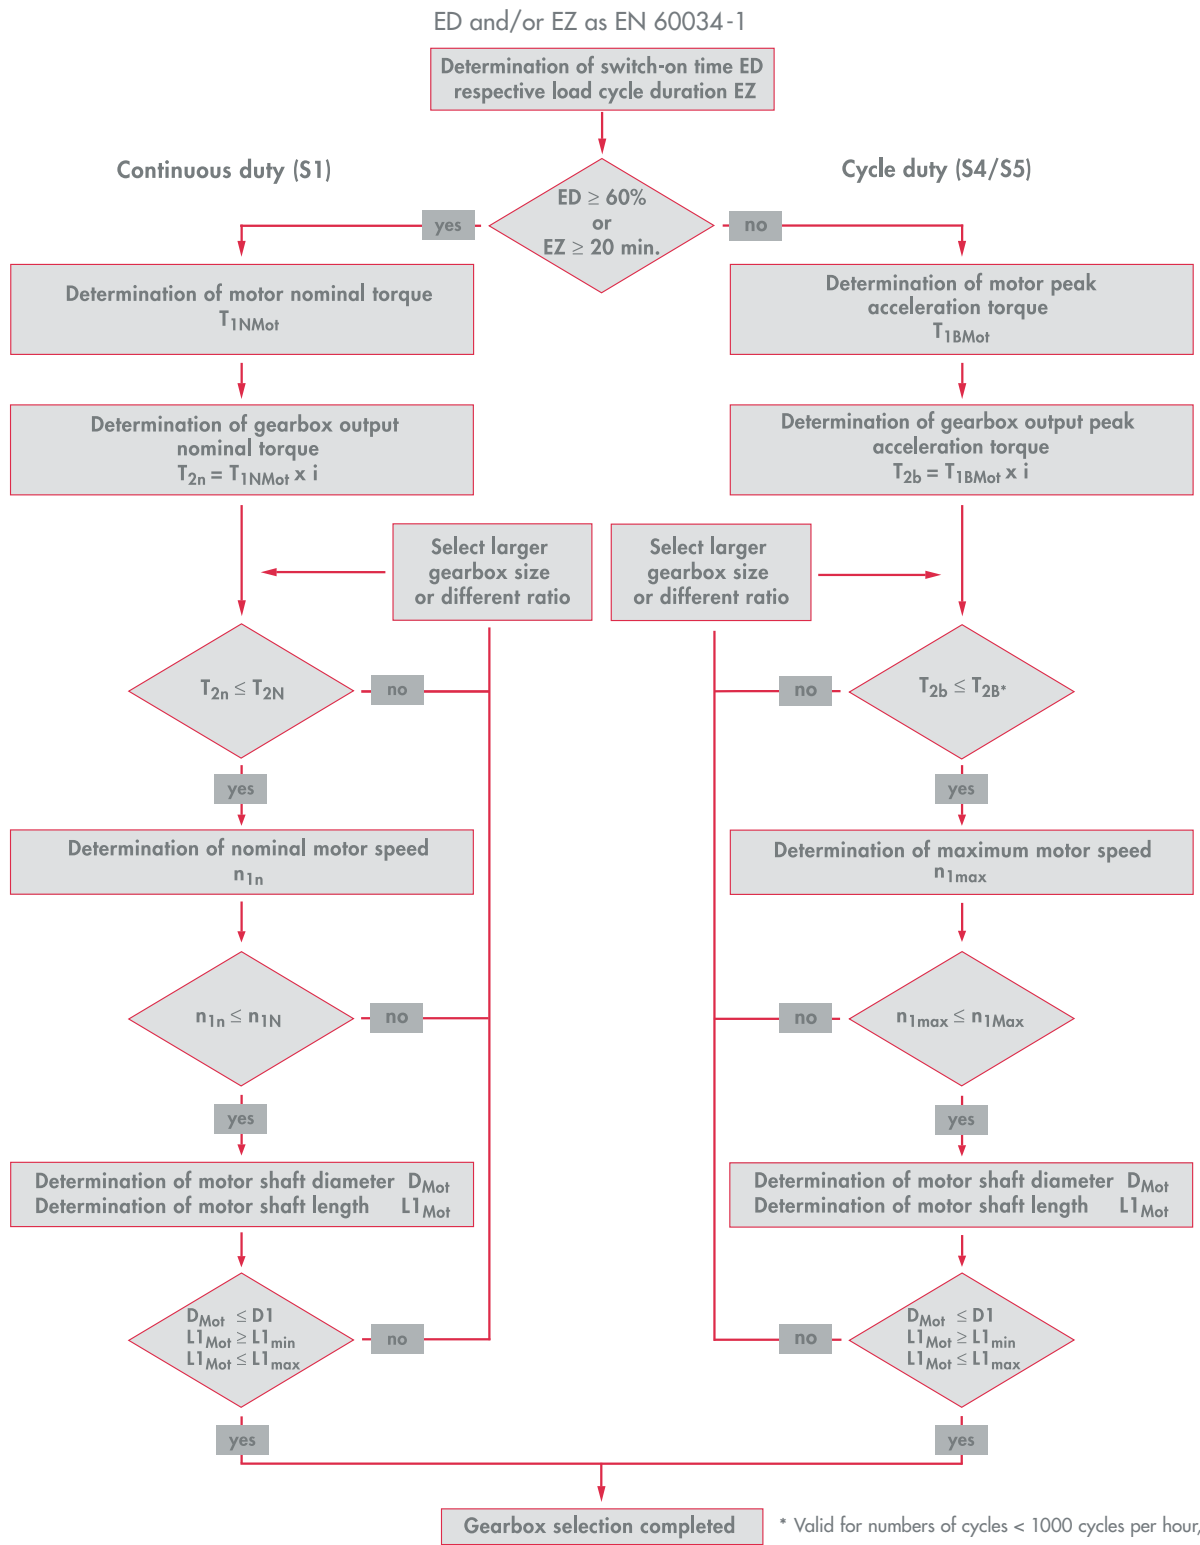 ED and/or EZ as EN 60034-1
Determination of switch-on time ED
respective load cycle duration EZ
Continuous duty (S1)
Cycle duty (S4/S5)
ED ≥ 60%
or
EZ ≥ 20 min.
yes
no
Determination of motor nominal torque
T1NMot
Determination of motor peak
acceleration torque
T1BMot
Determination of gearbox output
nominal torque
T2n = T1NMot x i
Determination of gearbox output peak
acceleration torque
T2b = T1BMot x i
Select larger
gearbox size
or different ratio
Select larger
gearbox size
or different ratio
T2n ≤ T2N
no
no
T2b ≤ T2B*
yes
yes
Determination of nominal motor speed
n1n
Determination of maximum motor speed
n1max
n1n ≤ n1N
no
no
n1max ≤ n1Max
yes
yes
Determination of motor shaft diameter DMot
Determination of motor shaft length L1Mot
Determination of motor shaft diameter DMot
Determination of motor shaft length L1Mot
DMot ≤ D1
L1Mot ≥ L1min
L1Mot ≤ L1max
no
no
DMot ≤ D1
L1Mot ≥ L1min
L1Mot ≤ L1max
yes
yes
Gearbox selection completed
* Valid for numbers of cycles < 1000 cycles per hour,